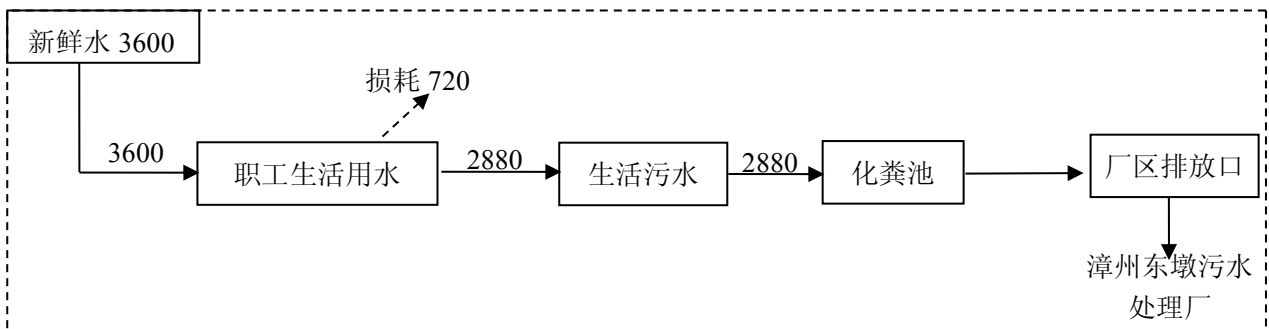 新鲜水 3600
损耗 720
3600
职工生活用水
2880
生活污水
2880
化粪池
厂区排放口
漳州东墩污水
处理厂